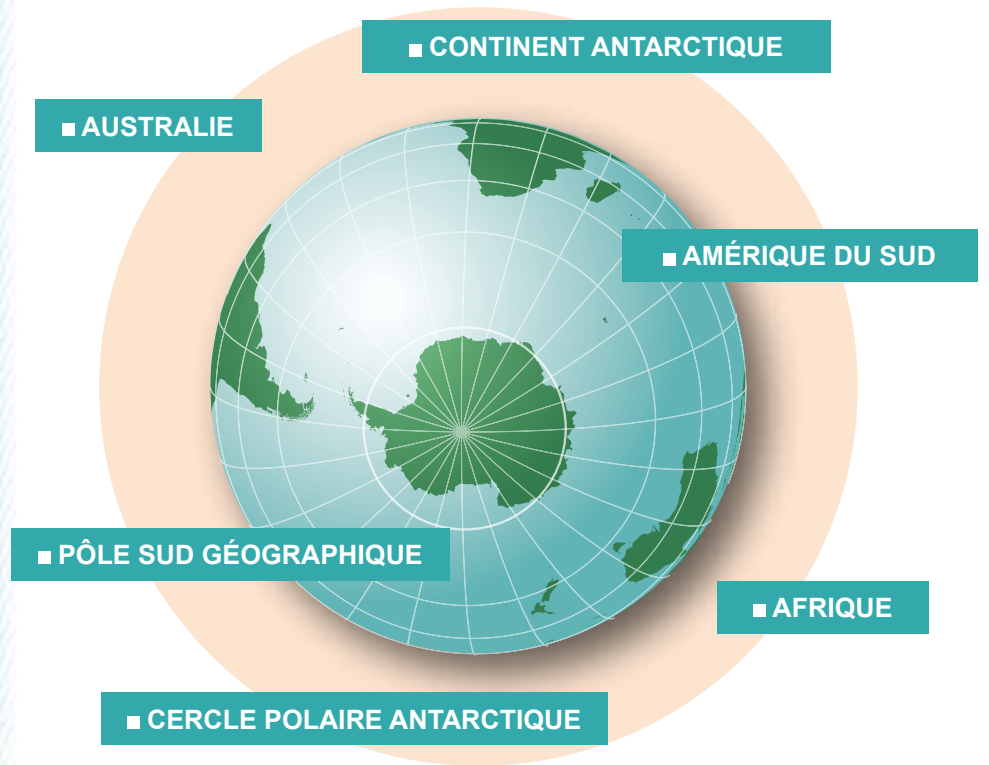 ■ CONTINENT ANTARCTIQUE
■ AUSTRALIE
■ AMÉRIQUE DU SUD
■ PÔLE SUD GÉOGRAPHIQUE
■ AFRIQUE
■ CERCLE POLAIRE ANTARCTIQUE